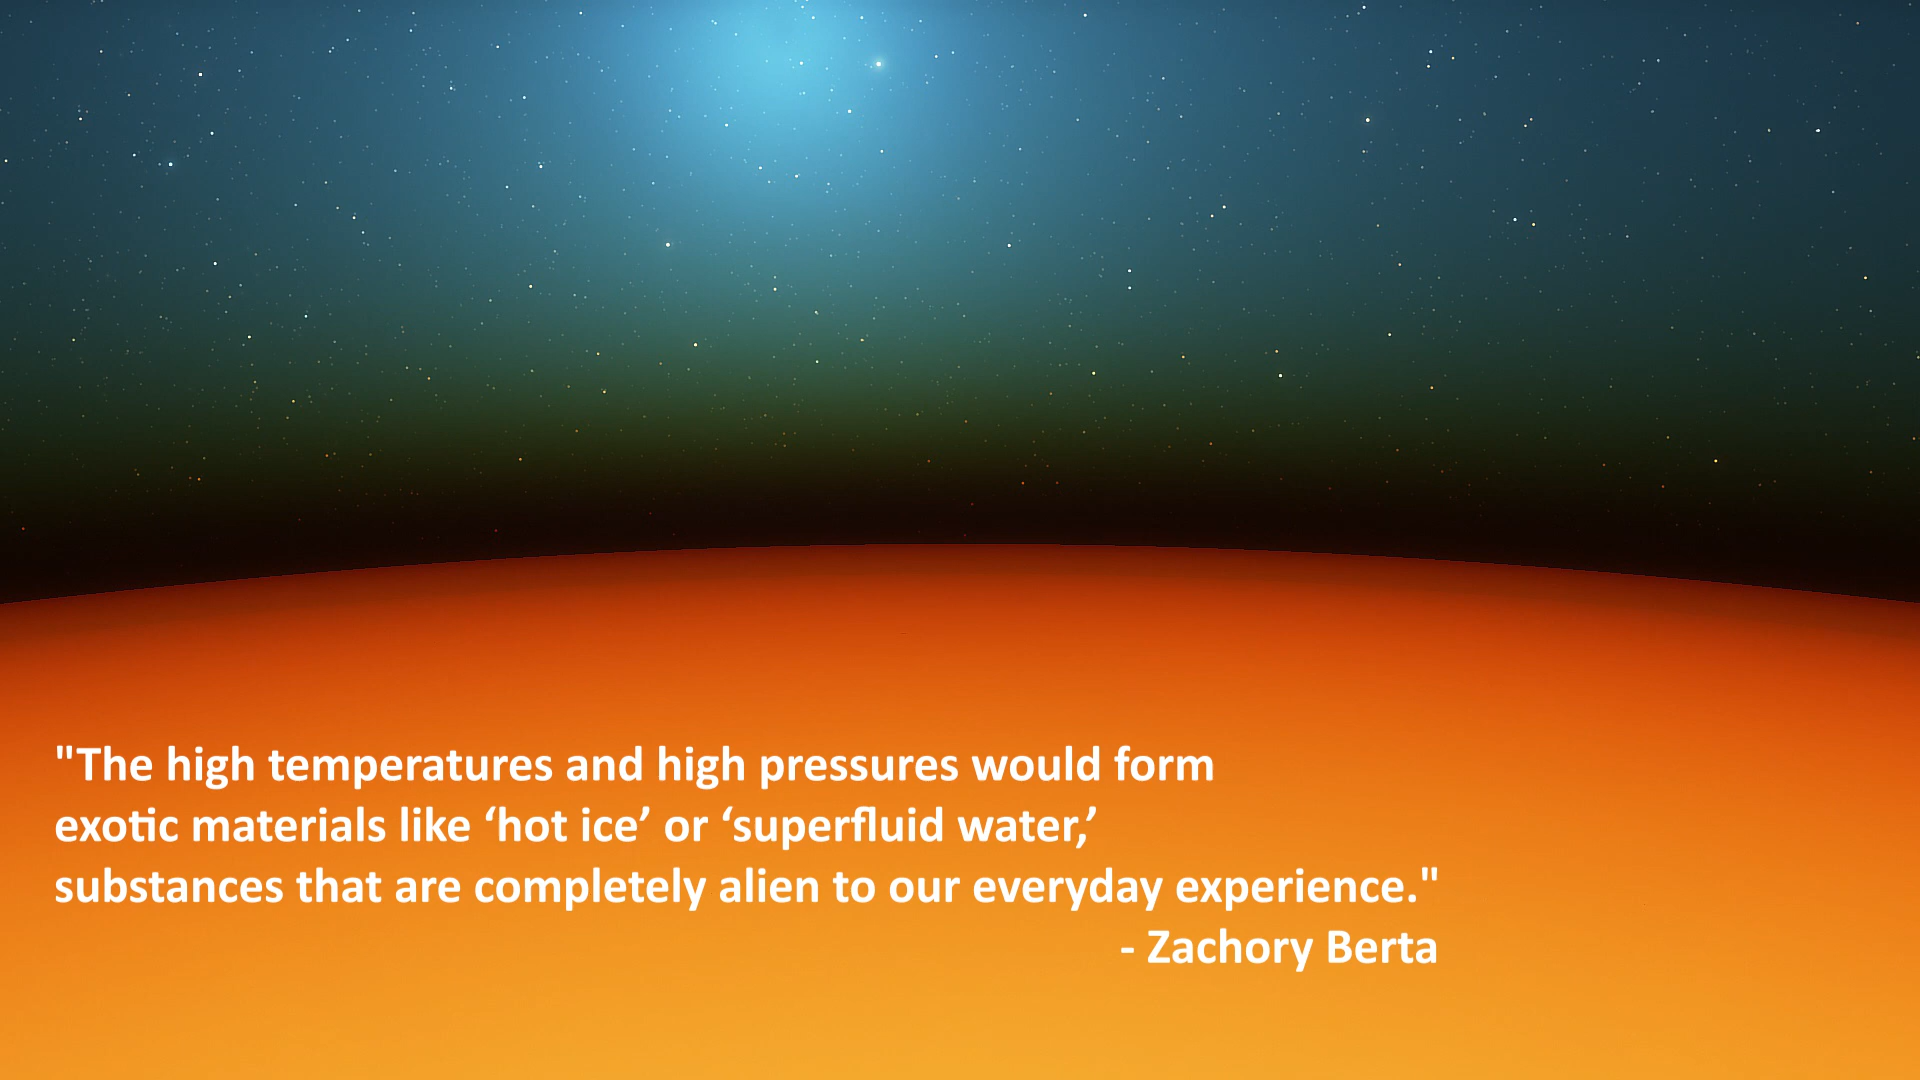 "The high temperatures and high pressures would form
exotic materials like ‘hot ice’ or ‘superfluid water,’
substances that are completely alien to our everyday experience."
- Zachory Berta